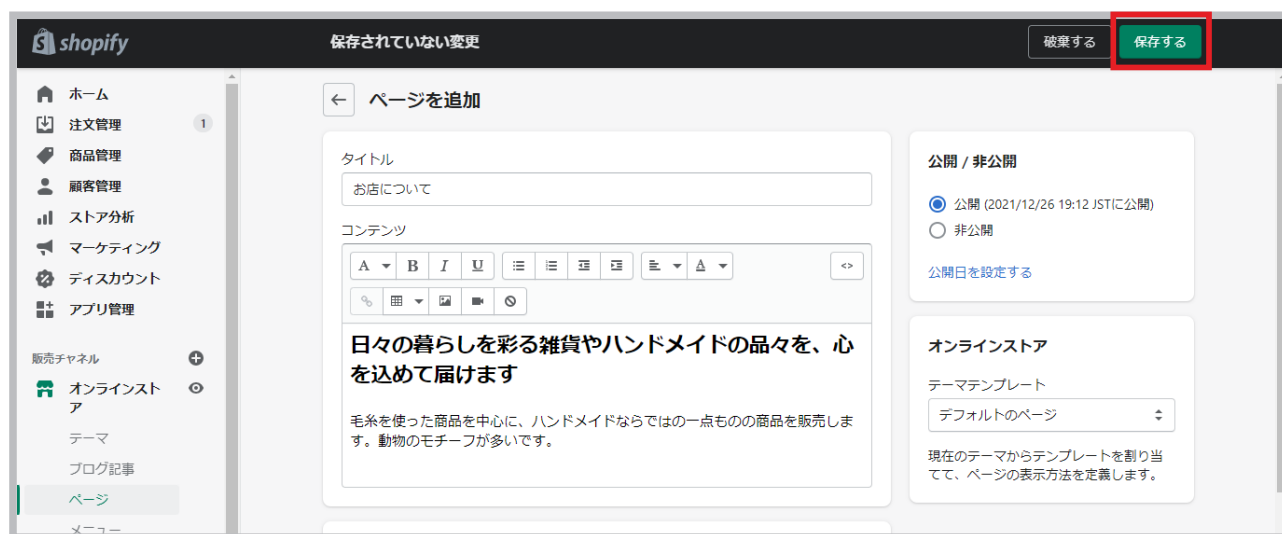 shopify
保存されていない変更
破棄する
保存する
ホーム
注文管理
1
商品管理
顧客管理
ストア分析
マーケティング
ディスカウント
アプリ管理
販売チャネル
オンラインスト
ア
テーマ
ブログ記事
ページ
メニュー
ページを追加
タイトル
お店について
コンテンツ
A B I U A <>
日々の暮らしを彩る雑貨やハンドメイドの品々を、心
を込めて届けます
毛糸を使った商品を中心に、ハンドメイドならではの一点ものの商品を販売しま
す。動物のモチーフが多いです。
公開 / 非公開
公開 (2021/12/26 19:12 JSTに公開)
非公開
公開日を設定する
オンラインストア
テーマテンプレート
デフォルトのページ
現在のテーマからテンプレートを割り当
てて、ページの表示方法を定義します。